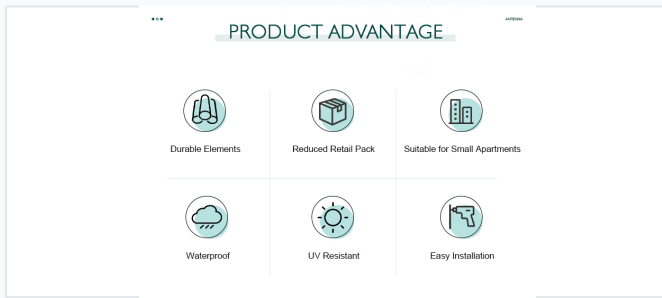 PRODUCT ADVANTAGE
ANTENNA
Durable Elements
Reduced Retail Pack
Suitable for Small Apartments
Waterproof
UV Resistant
Easy Installation